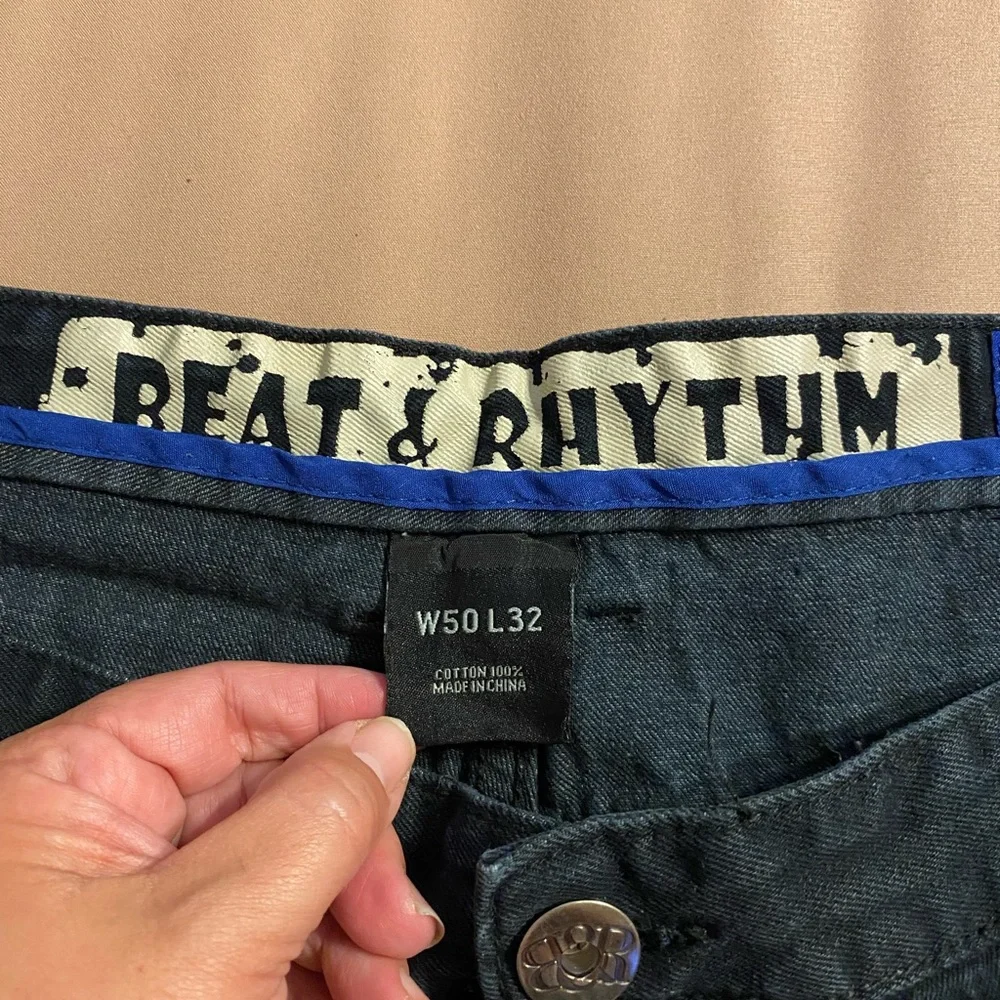 BEAT & RHYTHM
W50 L32
COTTON 100%
MADE IN CHINA